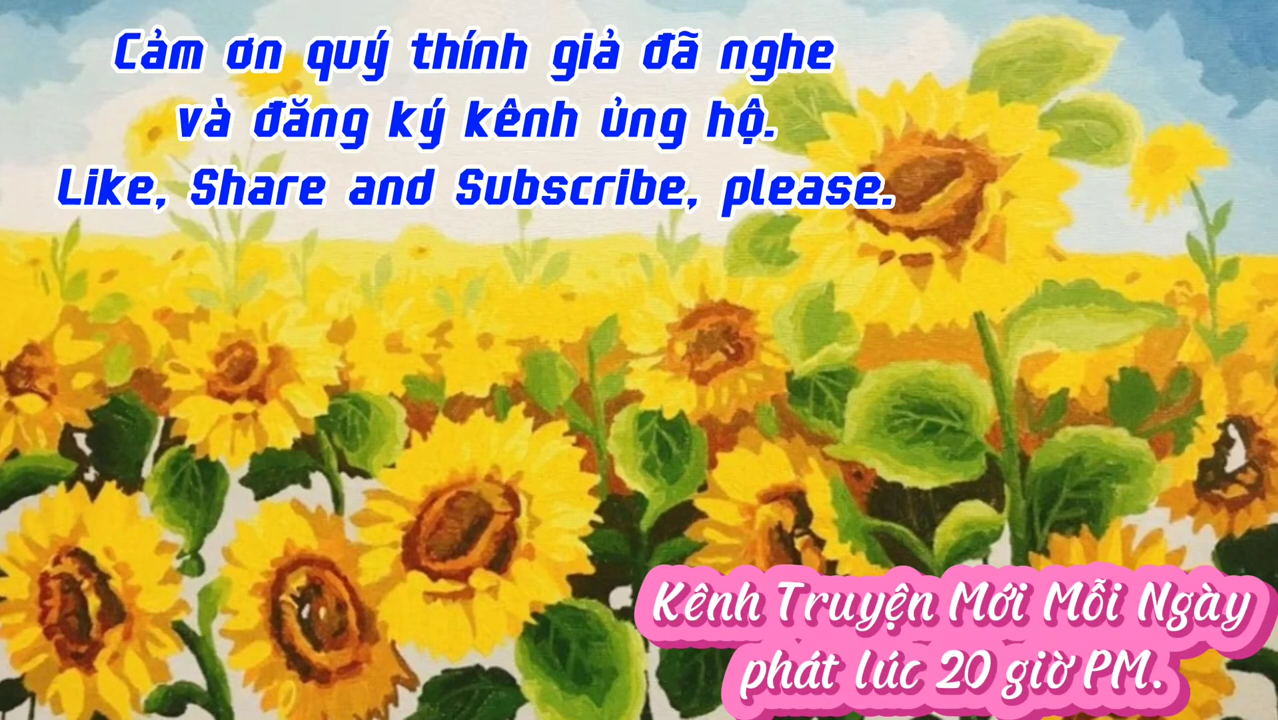 Cảm ơn quý thính giả đã nghe
và đăng ký kênh ủng hộ.
Like, Share and Subscribe, please.
Kênh Truyện Mới Mỗi Ngày
phát lúc 20 giờ PM.